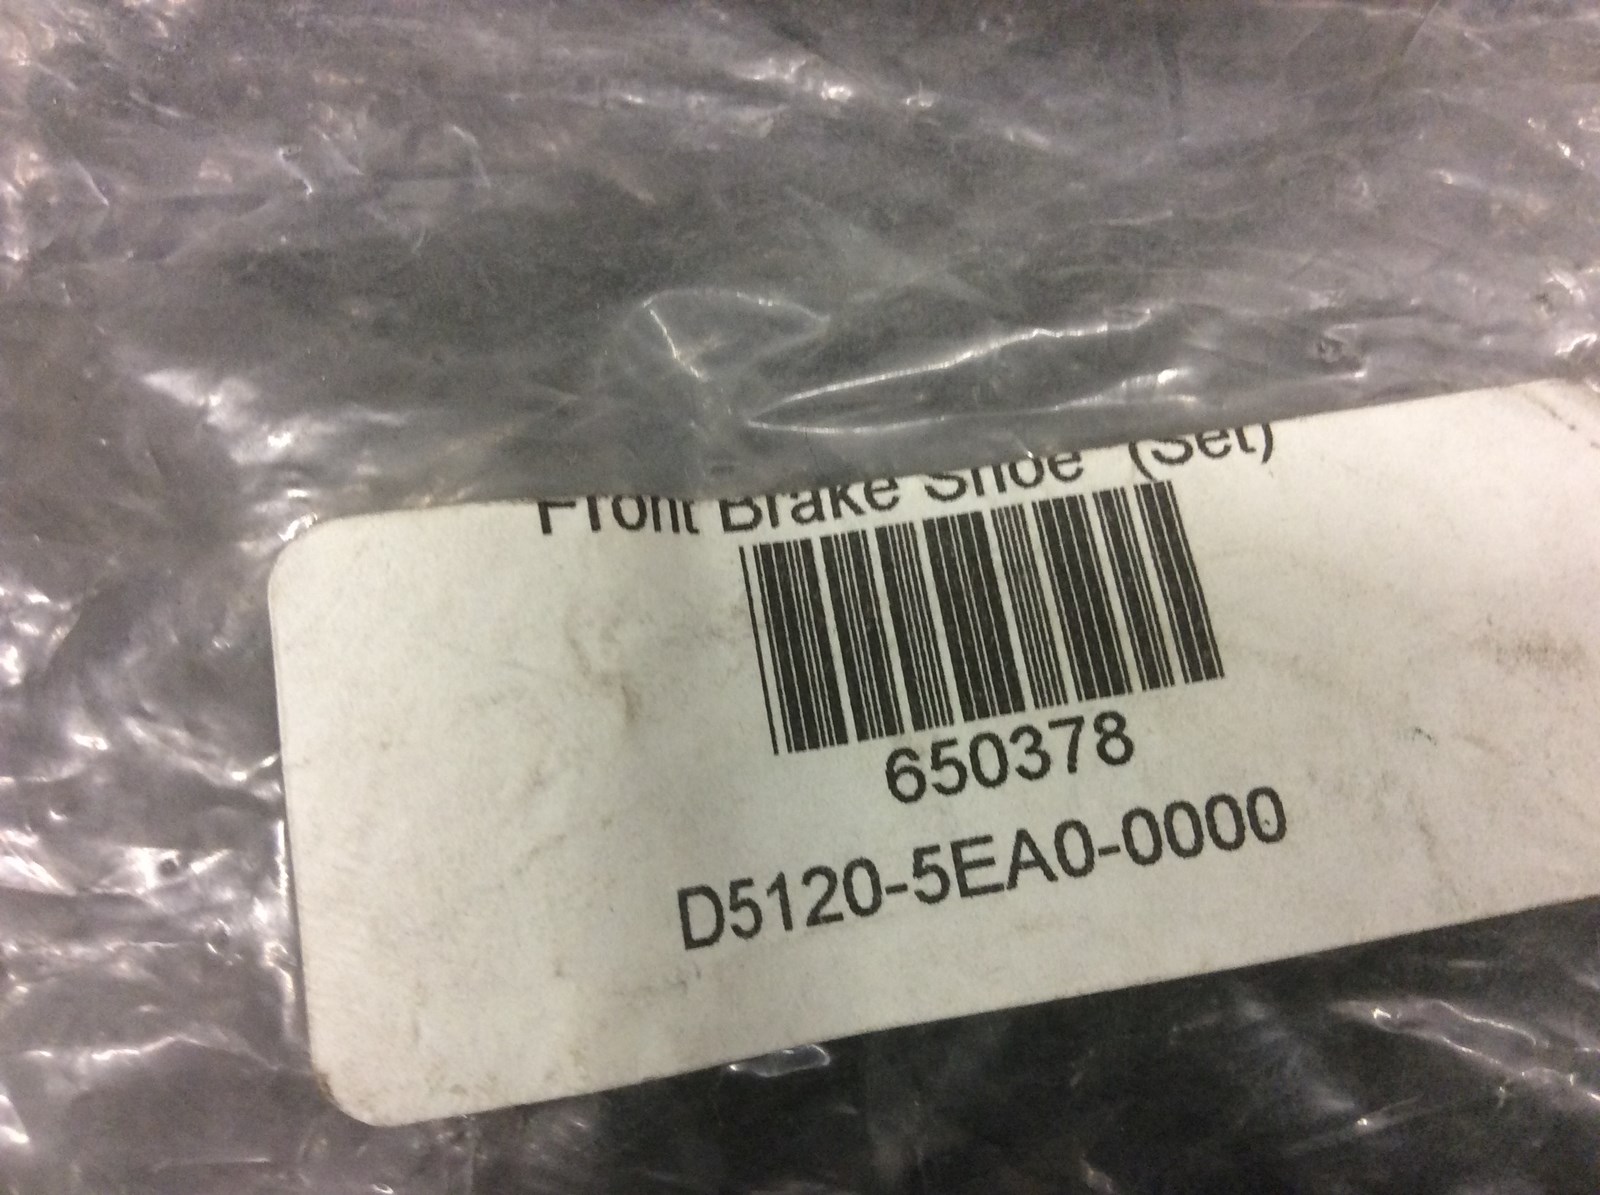 Front Brake Shoe (Set)
650378
D5120-5EA0-0000